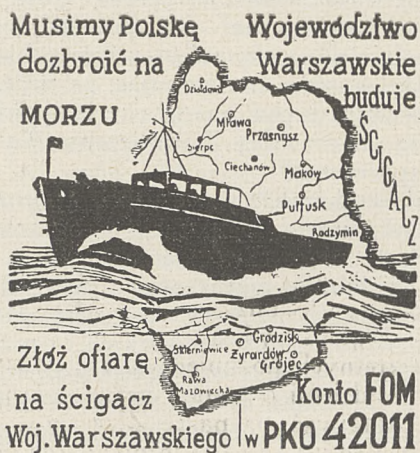 Musimy Polskę
dozbroić na
MORZU
Województwo
Warszawskie
buduje
ŚCIGACZ
Działdowo
Mława
Przasnysz
Sierpc
Ciechanów
Maków
Pułtusk
Radzymin
Grodzisk
Skierniewice
Żyrardów
Grójec
Rawa
Mazowiecka
Złóż ofiarę
na ścigacz
Woj. Warszawskiego
Konto FOM
w PKO 42011